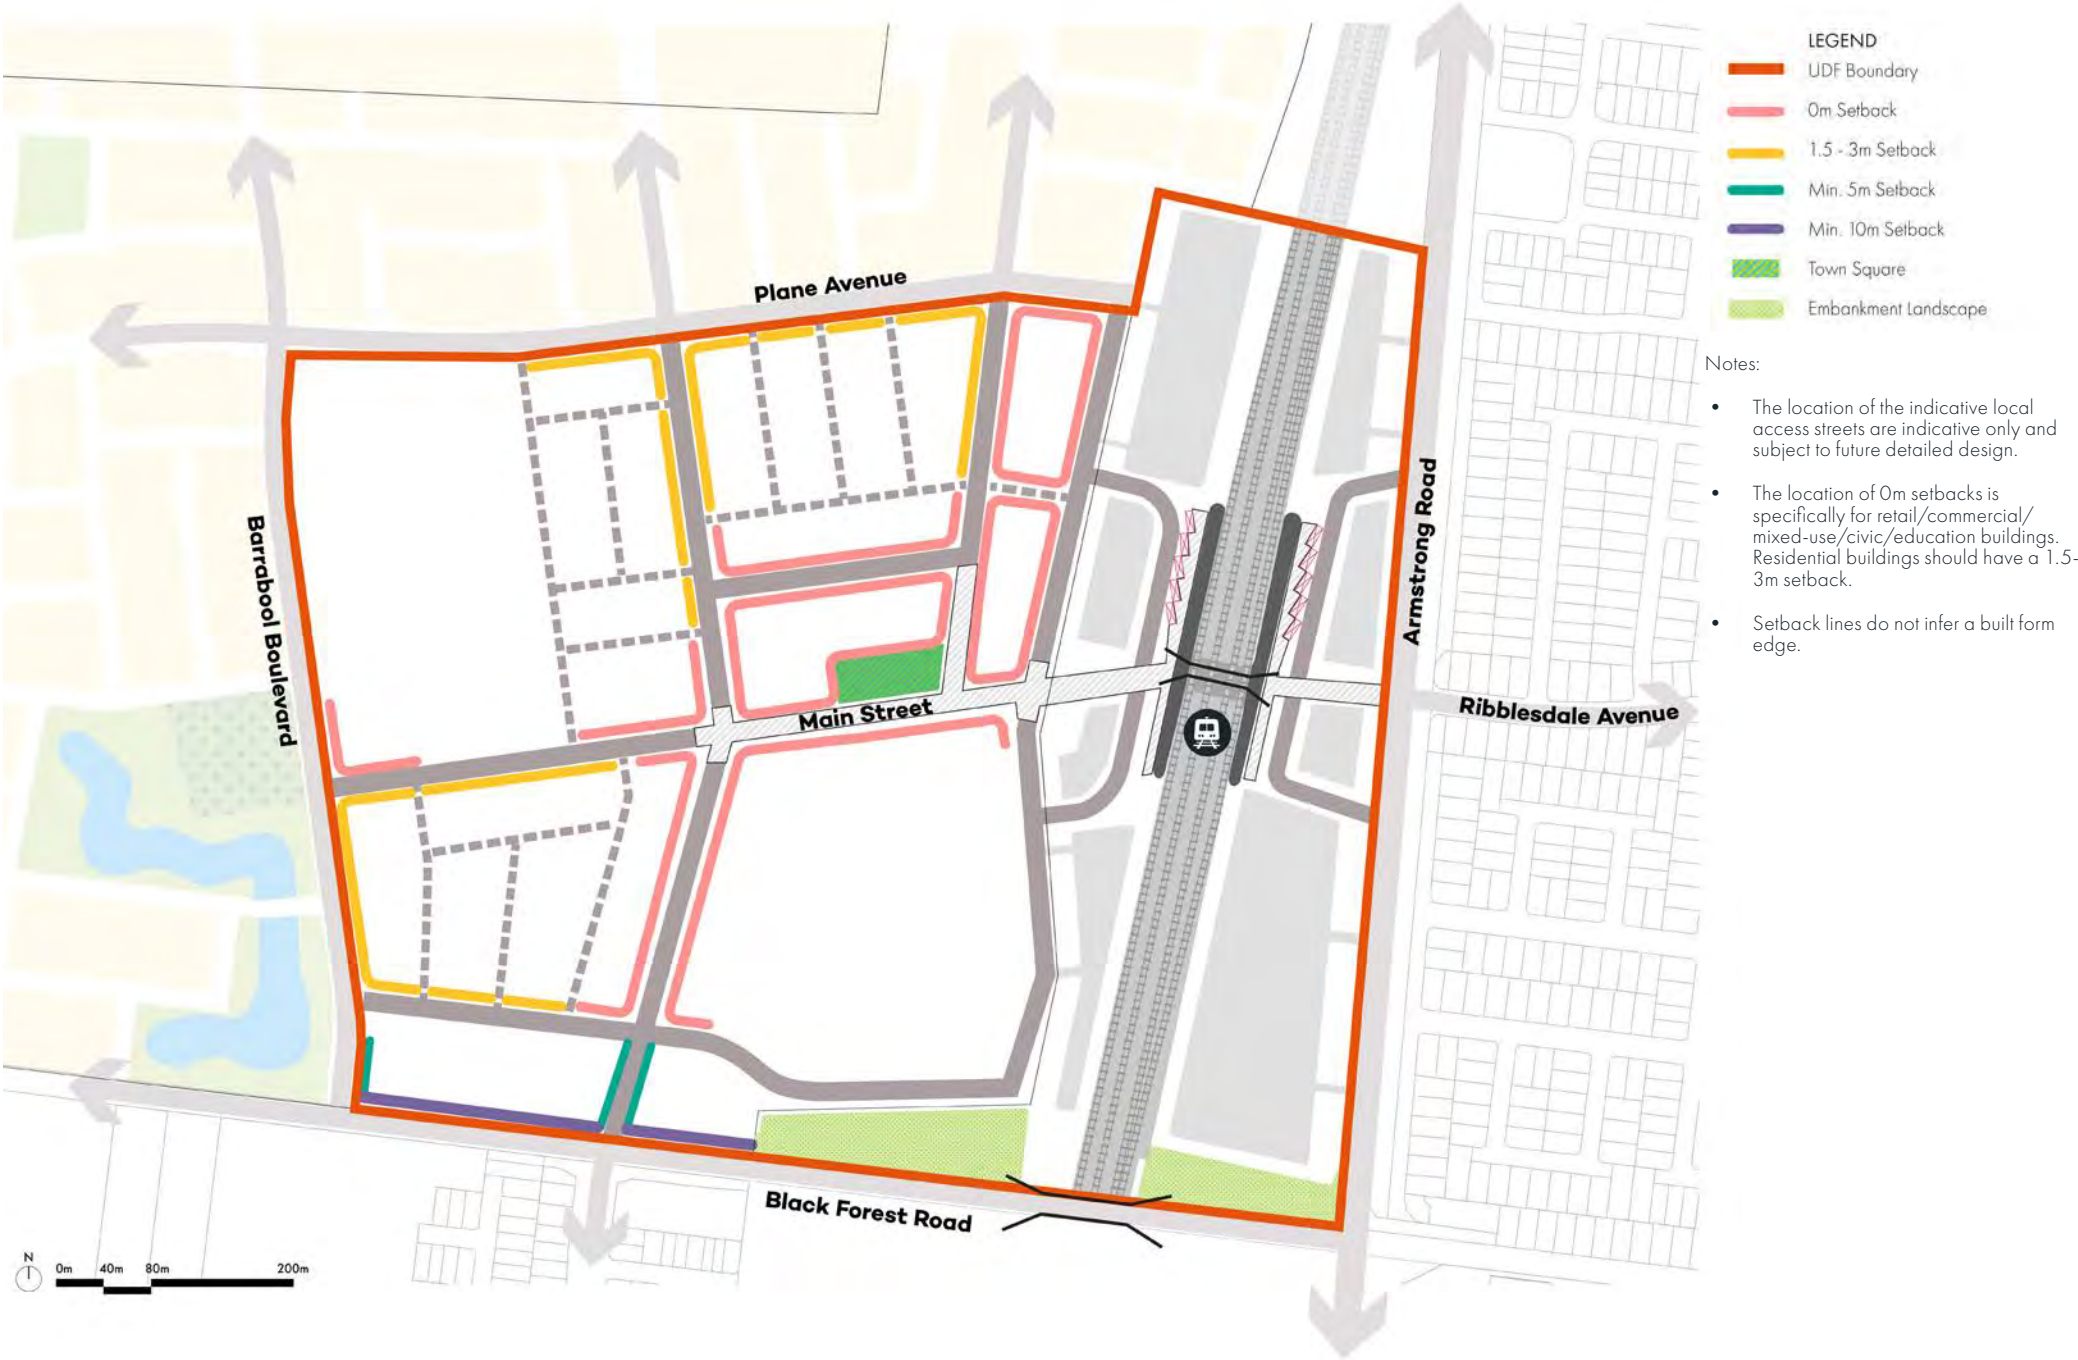 LEGEND
UDF Boundary
0m Setback
1.5 - 3m Setback
Min. 5m Setback
Min. 10m Setback
Town Square
Embankment Landscape
Notes:
• The location of the indicative local
access streets are indicative only and
subject to future detailed design.
• The location of 0m setbacks is
specifically for retail/commercial/
mixed-use/civic/education buildings.
Residential buildings should have a 1.5-
3m setback.
• Setback lines do not infer a built form
edge.
Plane Avenue
Barrabool Boulevard
Armstrong Road
Main Street
Ribblesdale Avenue
Black Forest Road
N
0m 40m 80m 200m